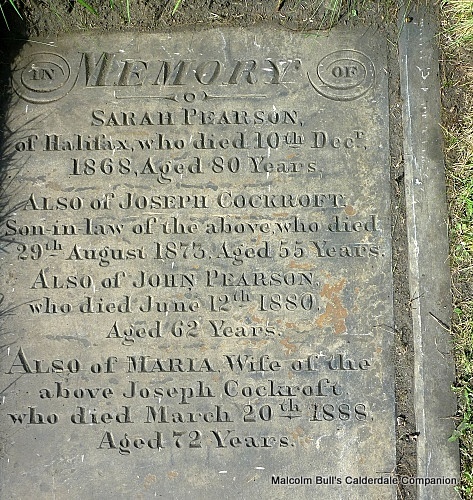 IN MEMORY OF
SARAH PEARSON,
of Halifax, who died 10th Decr,
1868, Aged 80 Years.
ALSO of JOSEPH COCKROFT,
Son-in-law of the above, who died
29th August 1873, Aged 55 Years.
ALSO of JOHN PEARSON,
who died June 12th 1880,
Aged 62 Years.
ALSO of MARIA, Wife of the
above Joseph Cockroft,
who died March 20th 1888,
Aged 72 Years.
Malcolm Bull's Calderdale Companion